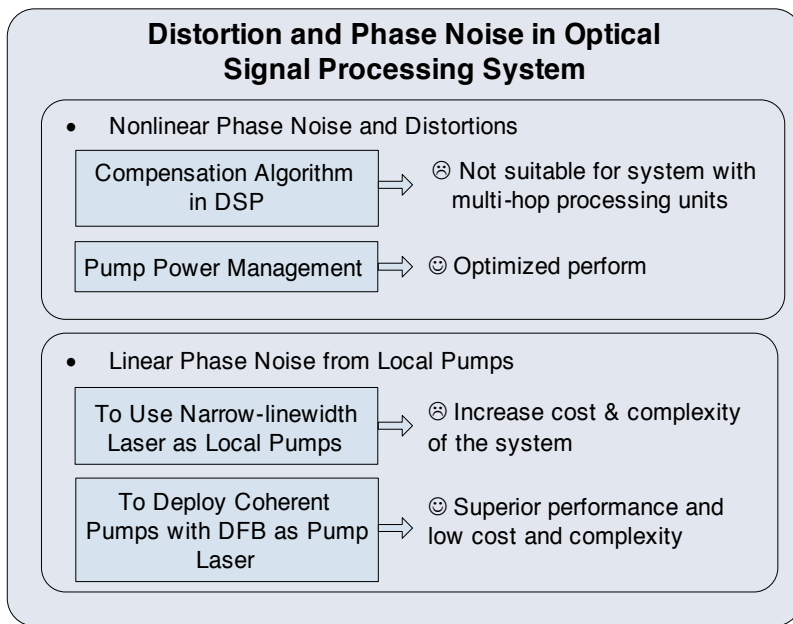 Distortion and Phase Noise in Optical
Signal Processing System
• Nonlinear Phase Noise and Distortions
Compensation Algorithm
in DSP
☹ Not suitable for system with
multi-hop processing units
Pump Power Management
☺ Optimized perform
• Linear Phase Noise from Local Pumps
To Use Narrow-linewidth
Laser as Local Pumps
☹ Increase cost & complexity
of the system
To Deploy Coherent
Pumps with DFB as Pump
Laser
☺ Superior performance and
low cost and complexity